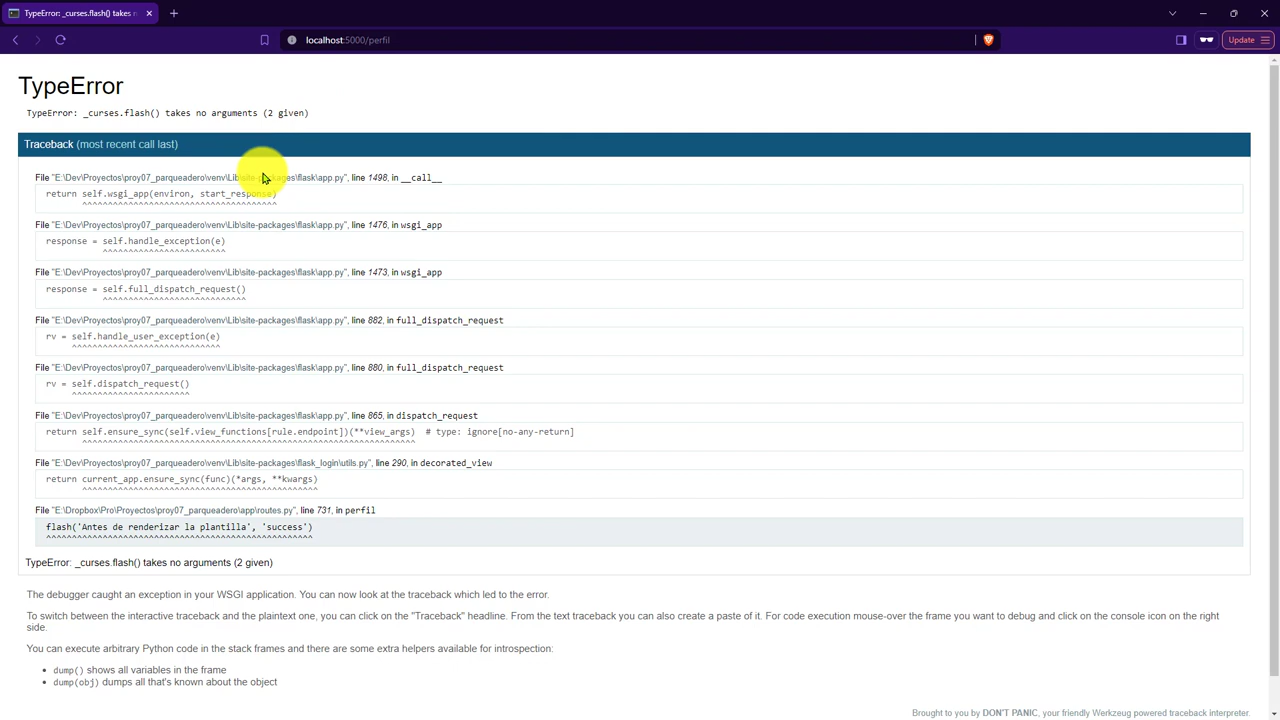 TypeError: _curses.flash() takes n
Update
localhost:5000/perfil
TypeError
TypeError: _curses.flash() takes no arguments (2 given)
Traceback (most recent call last)
File "E:\Dev\Proyectos\proy07_parqueadero\venv\Lib\site-packages\flask\app.py", line 1498, in __call__
return self.wsgi_app(environ, start_response)
^^^^^^^^^^^^^^^^^^^^^^^^^^^^^^^^^^^^^
File "E:\Dev\Proyectos\proy07_parqueadero\venv\Lib\site-packages\flask\app.py", line 1476, in wsgi_app
response = self.handle_exception(e)
^^^^^^^^^^^^^^^^^^^^^^^^
File "E:\Dev\Proyectos\proy07_parqueadero\venv\Lib\site-packages\flask\app.py", line 1473, in wsgi_app
response = self.full_dispatch_request()
^^^^^^^^^^^^^^^^^^^^^^^^^^^^
File "E:\Dev\Proyectos\proy07_parqueadero\venv\Lib\site-packages\flask\app.py", line 882, in full_dispatch_request
rv = self.handle_user_exception(e)
^^^^^^^^^^^^^^^^^^^^^^^^^^^^^
File "E:\Dev\Proyectos\proy07_parqueadero\venv\Lib\site-packages\flask\app.py", line 880, in full_dispatch_request
rv = self.dispatch_request()
^^^^^^^^^^^^^^^^^^^^^^^
File "E:\Dev\Proyectos\proy07_parqueadero\venv\Lib\site-packages\flask\app.py", line 865, in dispatch_request
return self.ensure_sync(self.view_functions[rule.endpoint])(**view_args)  # type: ignore[no-any-return]
^^^^^^^^^^^^^^^^^^^^^^^^^^^^^^^^^^^^^^^^^^^^^^^^^^^^^^^^^^^^^^^^
File "E:\Dev\Proyectos\proy07_parqueadero\venv\Lib\site-packages\flask_login\utils.py", line 290, in decorated_view
return current_app.ensure_sync(func)(*args, **kwargs)
^^^^^^^^^^^^^^^^^^^^^^^^^^^^^^^^^^^^^^^^^^^^^^
File "E:\Dropbox\Pro\Proyectos\proy07_parqueadero\app\routes.py", line 731, in perfil
flash('Antes de renderizar la plantilla', 'success')
^^^^^^^^^^^^^^^^^^^^^^^^^^^^^^^^^^^^^^^^^^^^^^^^^^^^
TypeError: _curses.flash() takes no arguments (2 given)
The debugger caught an exception in your WSGI application. You can now look at the traceback which led to the error.
To switch between the interactive traceback and the plaintext one, you can click on the "Traceback" headline. From the text traceback you can also create a paste of it. For code execution mouse-over the frame you want to debug and click on the console icon on the right
side.
You can execute arbitrary Python code in the stack frames and there are some extra helpers available for introspection:
dump() shows all variables in the frame
dump(obj) dumps all that's known about the object
Brought to you by DON'T PANIC, your friendly Werkzeug powered traceback interpreter.